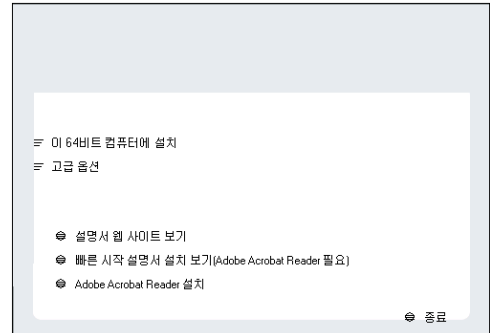 이 64비트 컴퓨터에 설치
고급 옵션
설명서 웹 사이트 보기
빠른 시작 설명서 설치 보기(Adobe Acrobat Reader 필요)
Adobe Acrobat Reader 설치
종료